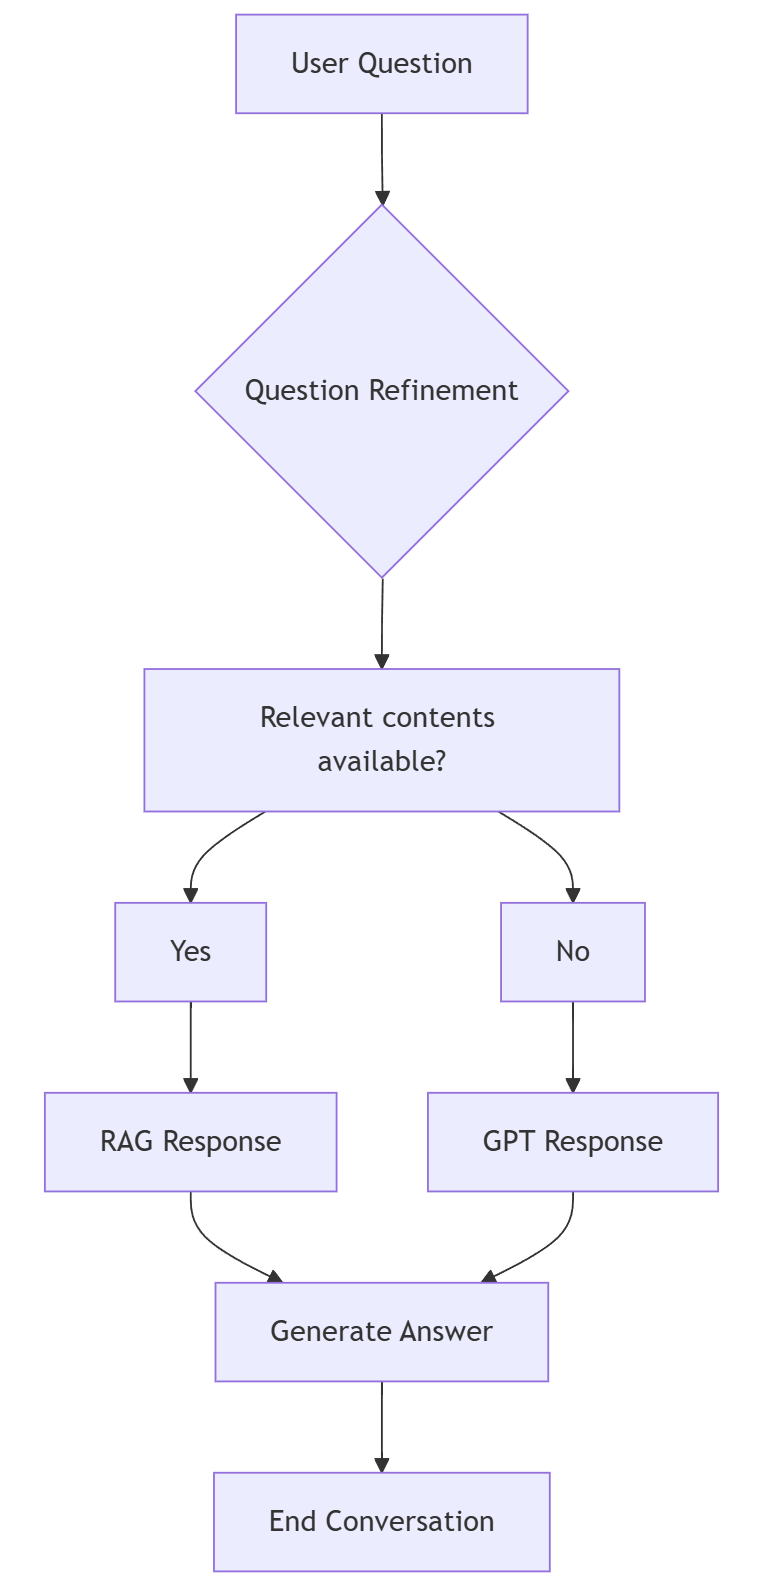 User Question
Question Refinement
Relevant contents
available?
Yes
No
RAG Response
GPT Response
Generate Answer
End Conversation